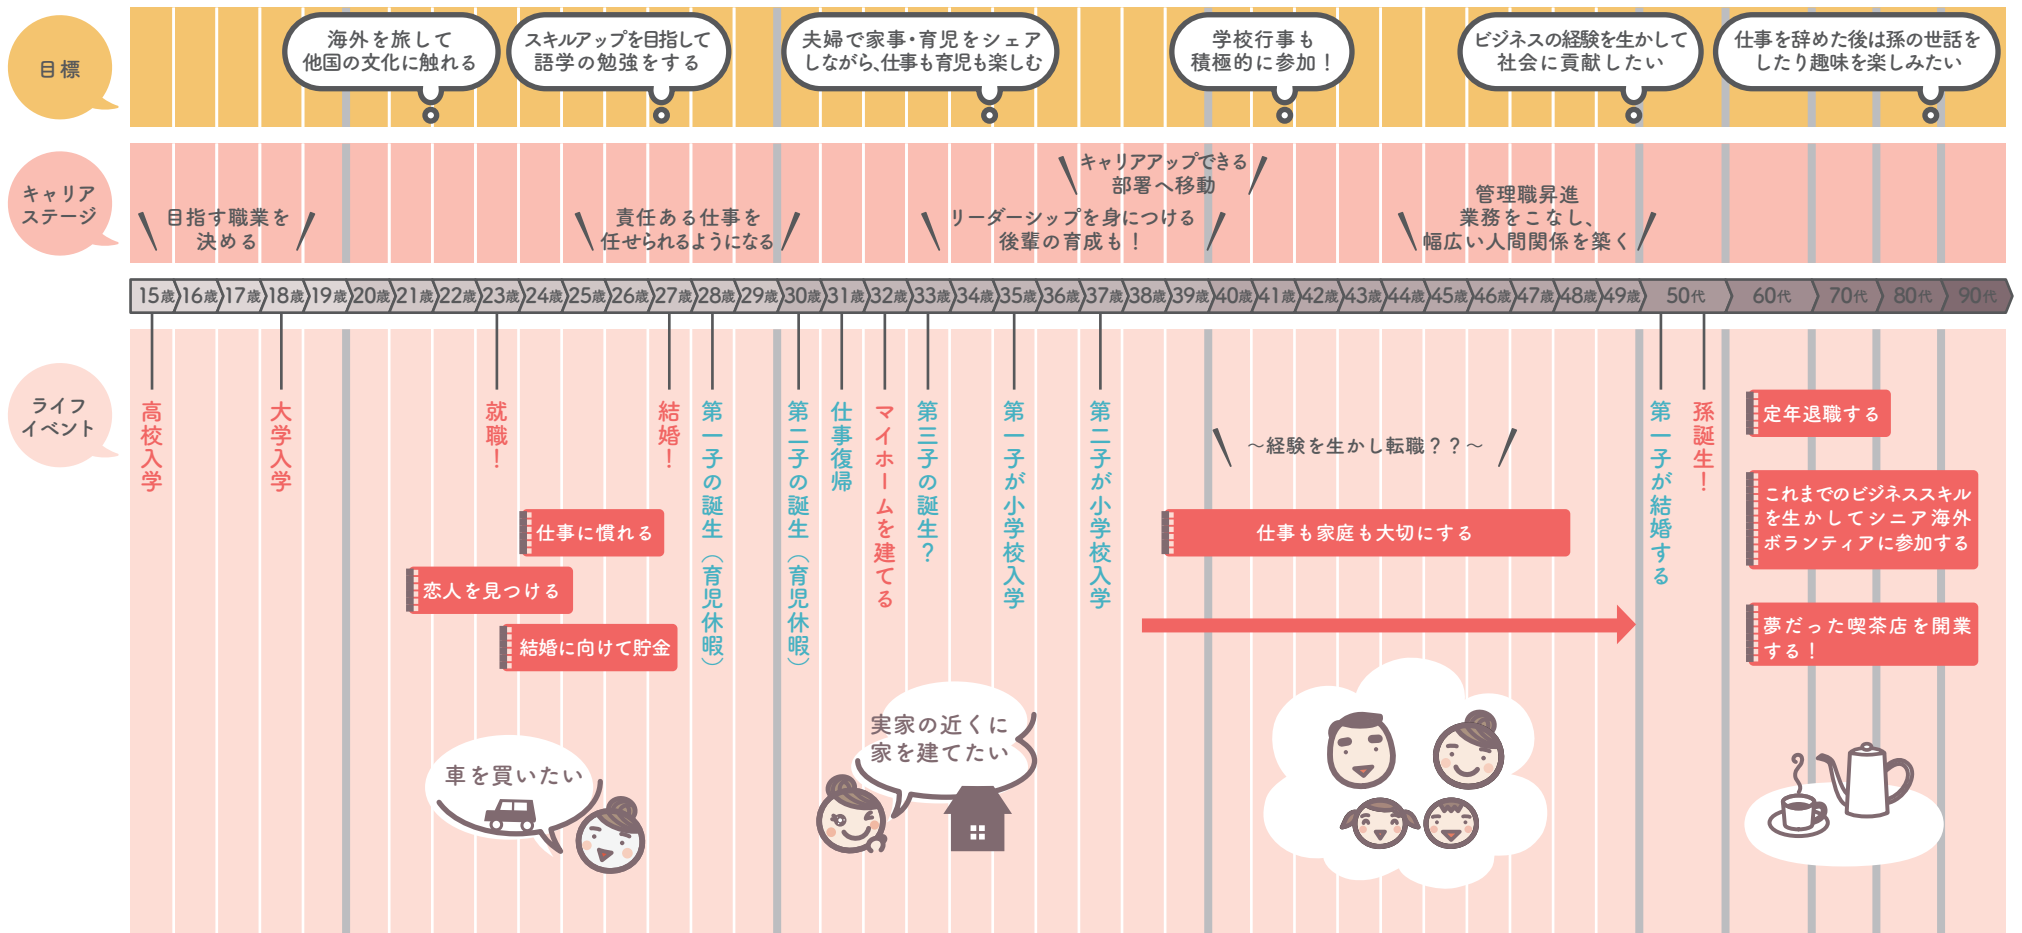 目標
海外を旅して
他国の文化に触れる
スキルアップを目指して
語学の勉強をする
夫婦で家事・育児をシェア
しながら、仕事も育児も楽しむ
学校行事も
積極的に参加！
ビジネスの経験を生かして
社会に貢献したい
仕事を辞めた後は孫の世話を
したり趣味を楽しみたい
キャリア
ステージ
目指す職業を
決める
責任ある仕事を
任せられるようになる
キャリアアップできる
部署へ移動
リーダーシップを身につける
後輩の育成も！
管理職昇進
業務をこなし、
幅広い人間関係を築く
15歳 16歳 17歳 18歳 19歳 20歳 21歳 22歳 23歳 24歳 25歳 26歳 27歳 28歳 29歳 30歳 31歳 32歳 33歳 34歳 35歳 36歳 37歳 38歳 39歳 40歳 41歳 42歳 43歳 44歳 45歳 46歳 47歳 48歳 49歳 50代 60代 70代 80代 90代
ライフ
イベント
高校入学
大学入学
就職！
結婚！
第一子の誕生（育児休暇）
第二子の誕生（育児休暇）
仕事復帰
マイホームを建てる
第三子の誕生？
第一子が小学校入学
第二子が小学校入学
〜経験を生かし転職？？〜
第一子が結婚する
孫誕生！
仕事に慣れる
恋人を見つける
結婚に向けて貯金
仕事も家庭も大切にする
定年退職する
これまでのビジネススキル
を生かしてシニア海外
ボランティアに参加する
夢だった喫茶店を開業
する！
車を買いたい
実家の近くに
家を建てたい